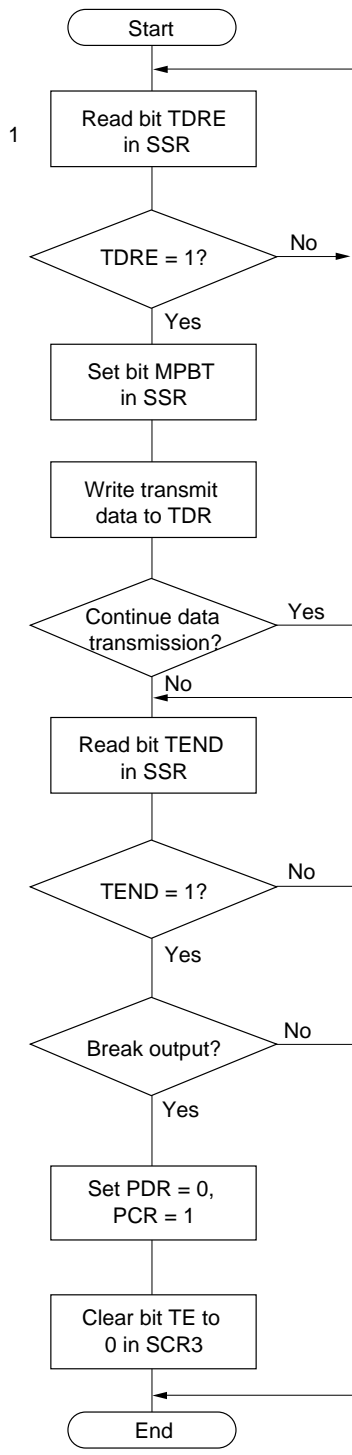 Start
1
Read bit TDRE
in SSR
TDRE = 1?
No
Yes
Set bit MPBT
in SSR
Write transmit
data to TDR
Continue data
transmission?
Yes
No
Read bit TEND
in SSR
TEND = 1?
No
Yes
Break output?
No
Yes
Set PDR = 0,
PCR = 1
Clear bit TE to
0 in SCR3
End